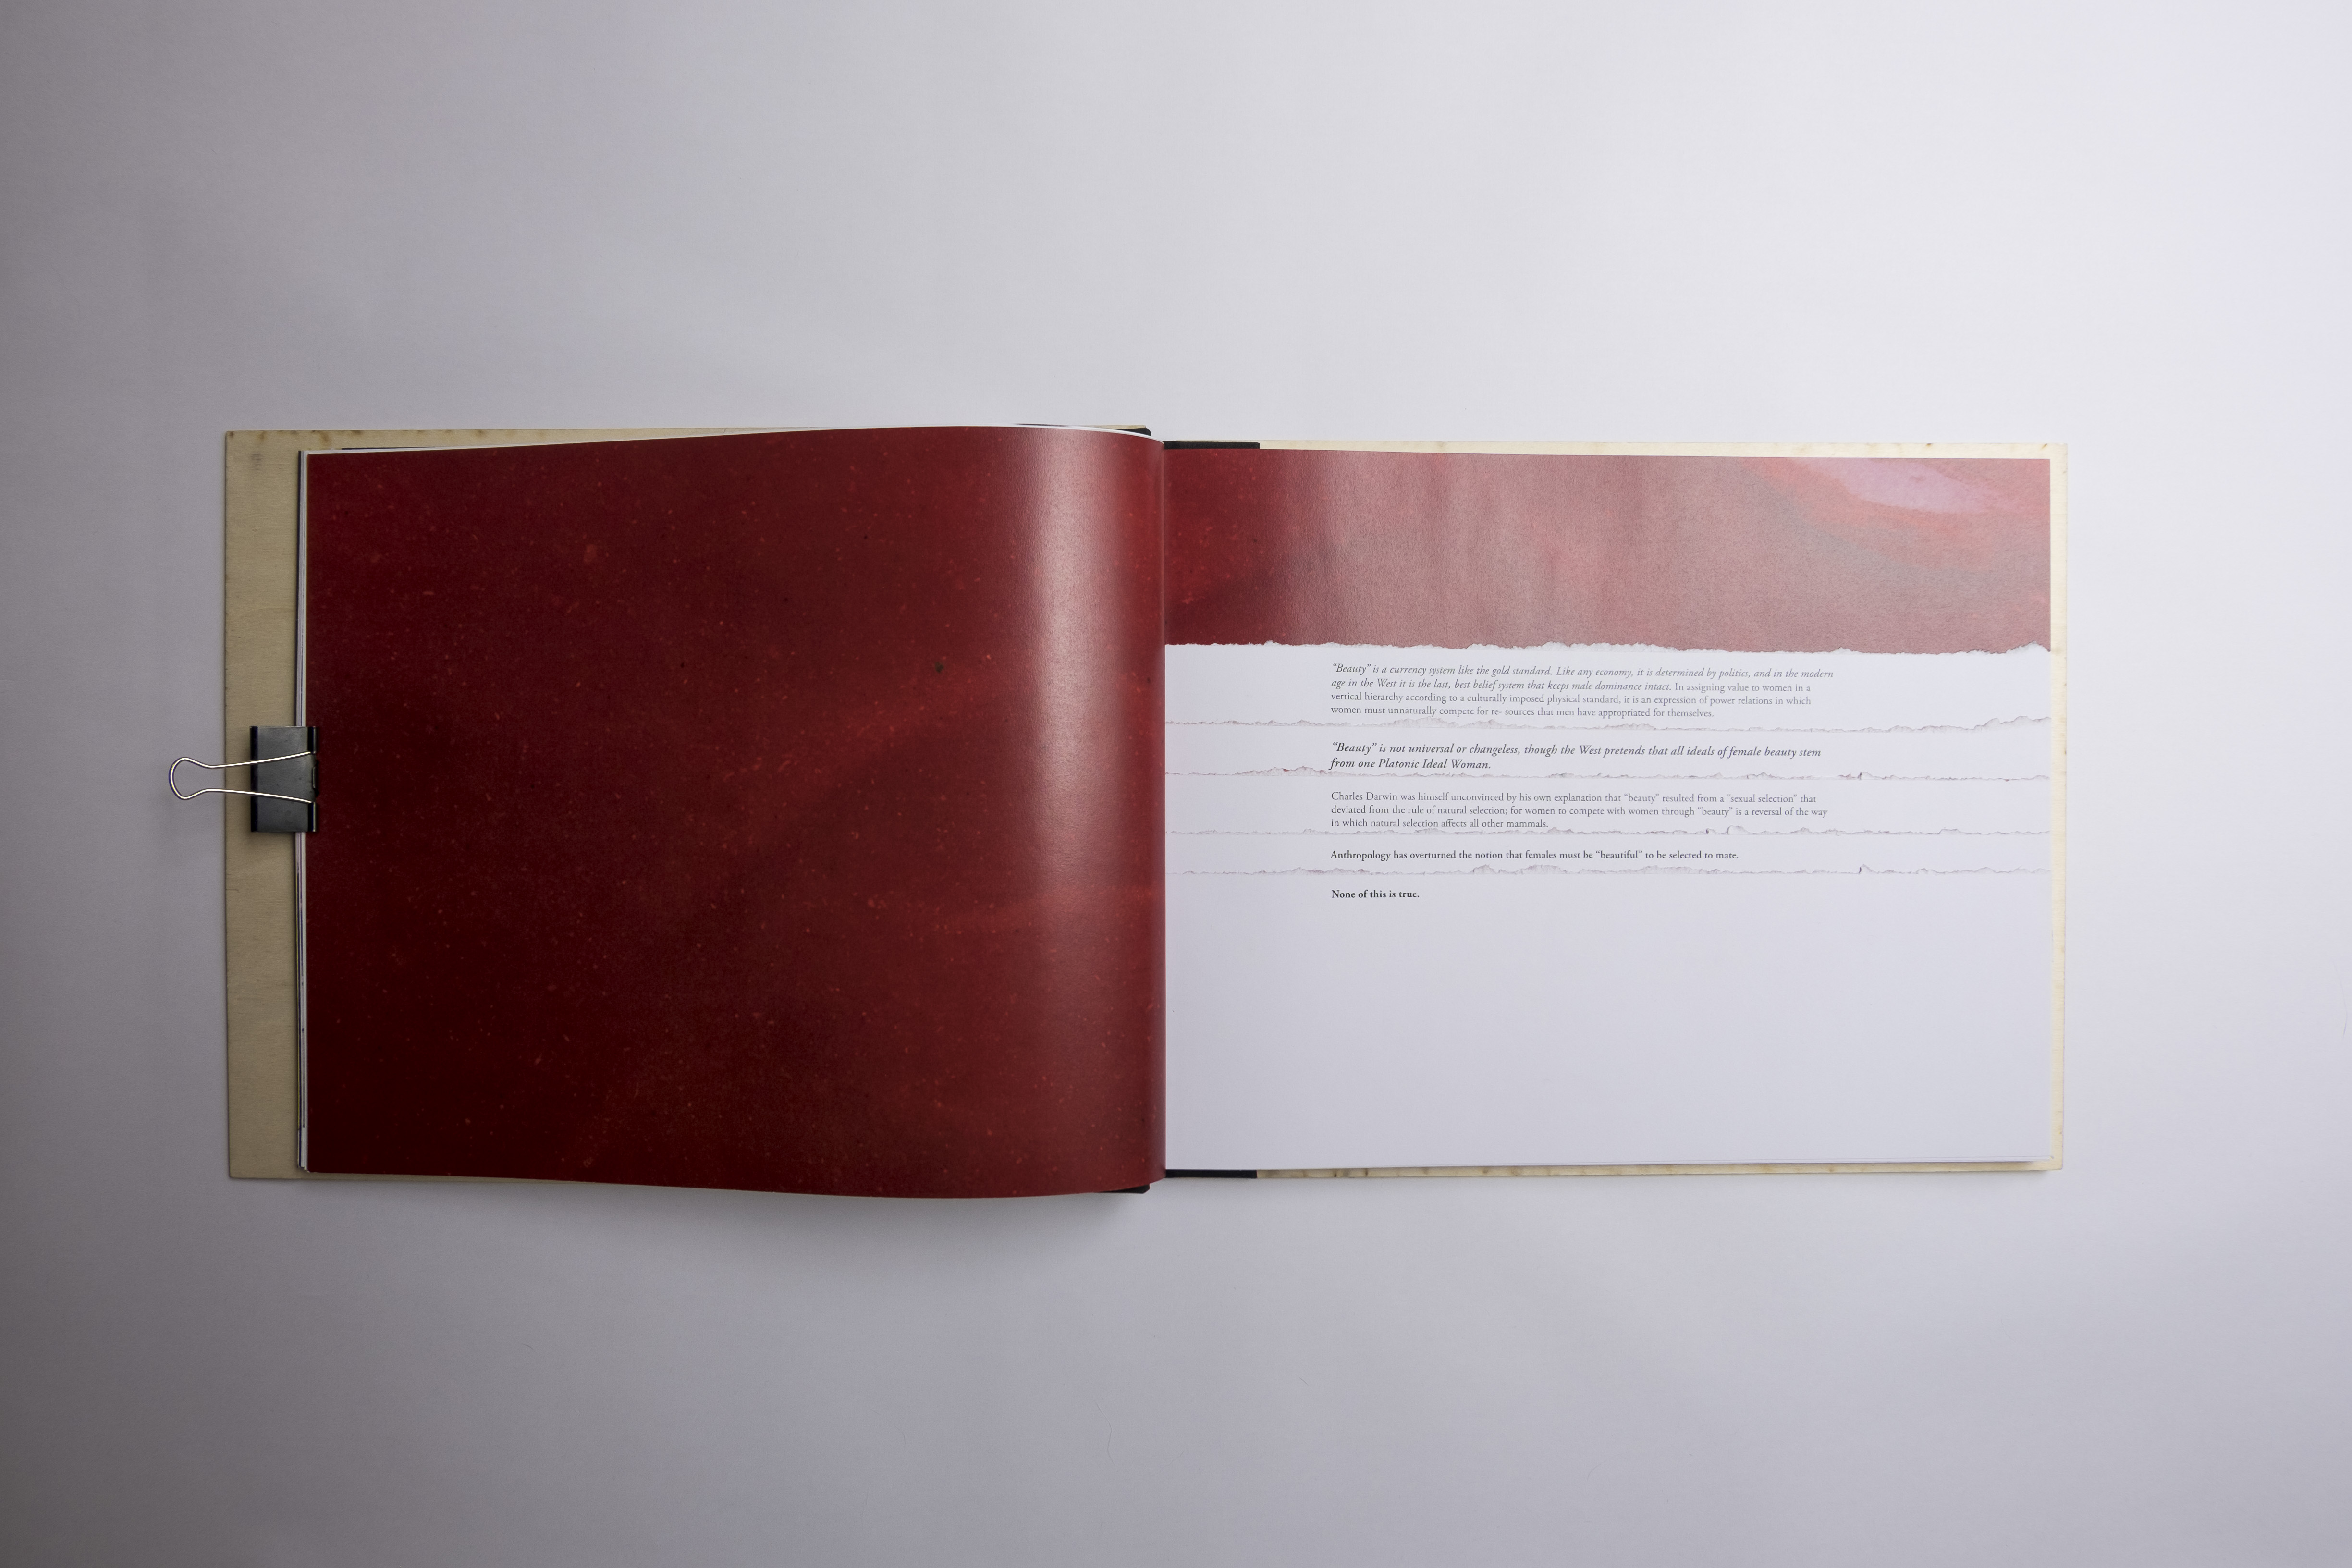 “Beauty” is a currency system like the gold standard. Like any economy, it is determined by politics, and in the modern
age in the West it is the last, best belief system that keeps male dominance intact. In assigning value to women in a
vertical hierarchy according to a culturally imposed physical standard, it is an expression of power relations in which
women must unnaturally compete for re- sources that men have appropriated for themselves.
“Beauty” is not universal or changeless, though the West pretends that all ideals of female beauty stem
from one Platonic Ideal Woman.
Charles Darwin was himself unconvinced by his own explanation that “beauty” resulted from a “sexual selection” that
deviated from the rule of natural selection; for women to compete with women through “beauty” is a reversal of the way
in which natural selection affects all other mammals.
Anthropology has overturned the notion that females must be “beautiful” to be selected to mate.
None of this is true.